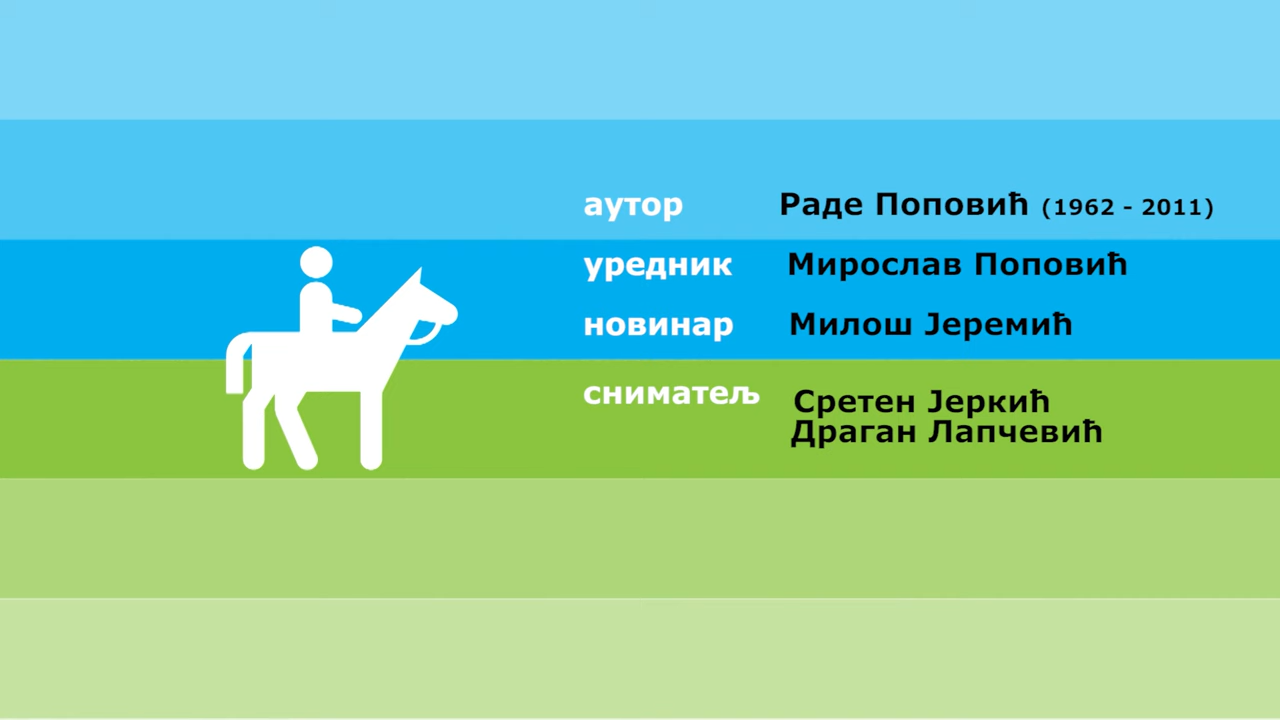 аутор Раде Поповић (1962 - 2011)
уредник Мирослав Поповић
новинар Милош Јеремић
сниматељ Сретен Јеркић
Драган Лапчевић